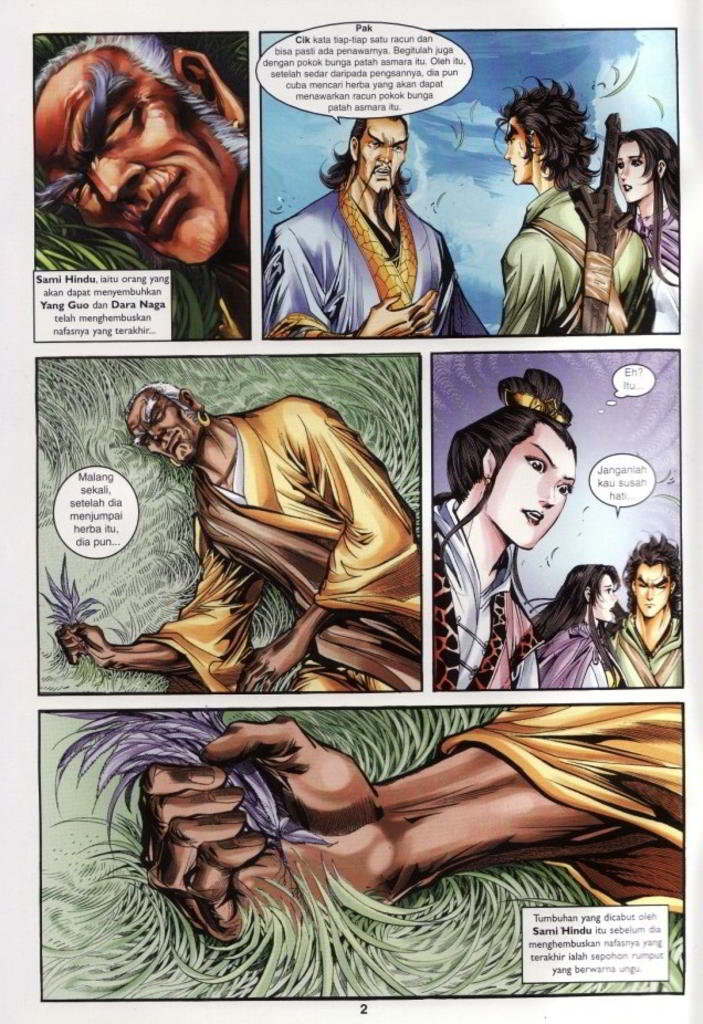 Sami Hindu, iaitu orang yang
akan dapat menyembuhkan
Yang Guo dan Dara Naga
telah menghembuskan
nafasnya yang terakhir...
Pak
Cik kata tiap-tiap satu racun dan
bisa pasti ada penawarnya. Begitulah juga
dengan pokok bunga patah asmara itu. Oleh itu,
setelah sedar daripada pengsannya, dia pun
cuba mencari herba yang akan dapat
menawarkan racun pokok bunga
patah asmara itu.
Malang
sekali,
setelah dia
menjumpai
herba itu,
dia pun...
Eh?
Itu...
Janganlah
kau susah
hati...
Tumbuhan yang dicabut oleh
Sami Hindu itu sebelum dia
menghembuskan nafasnya yang
terakhir ialah sepohon rumput
yang berwarna ungu.
2